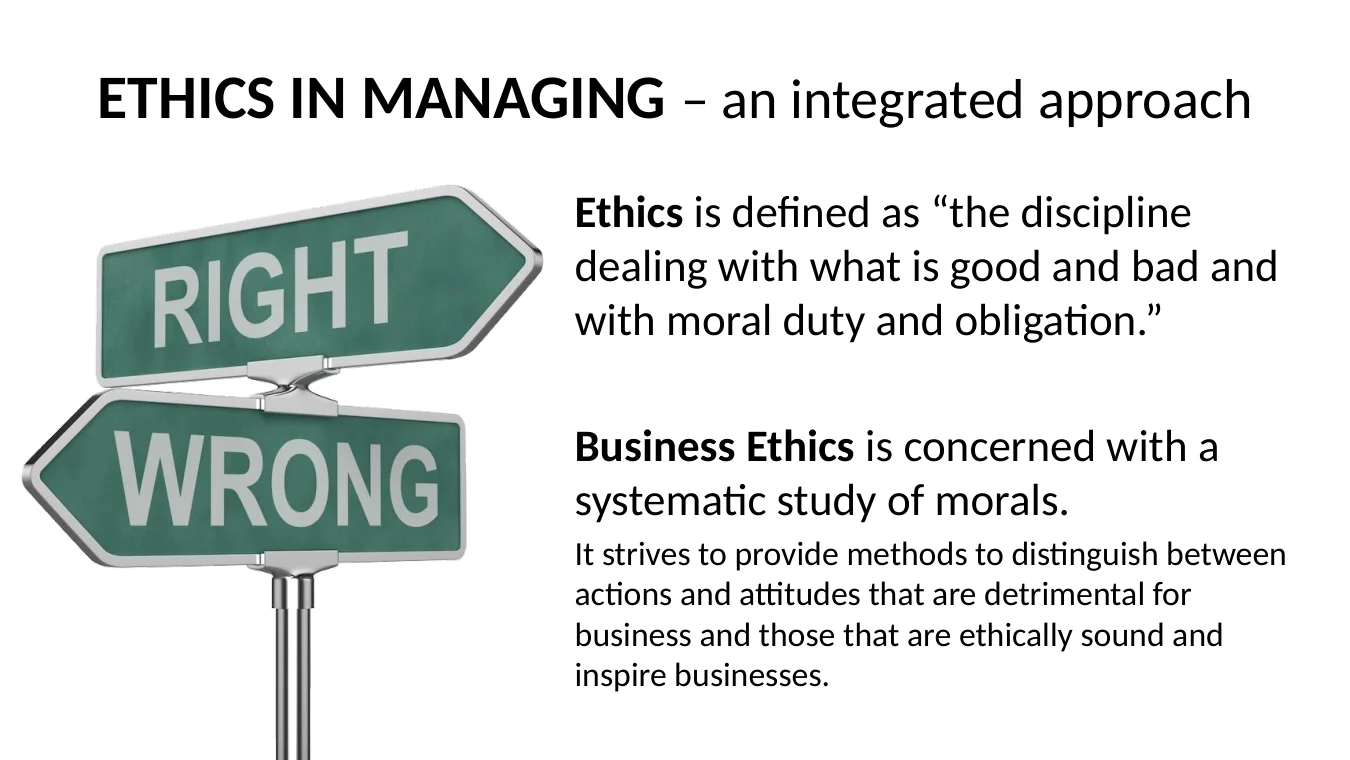 ETHICS IN MANAGING – an integrated approach
RIGHT
WRONG
Ethics is defined as “the discipline
dealing with what is good and bad and
with moral duty and obligation.”
Business Ethics is concerned with a
systematic study of morals.
It strives to provide methods to distinguish between
actions and attitudes that are detrimental for
business and those that are ethically sound and
inspire businesses.